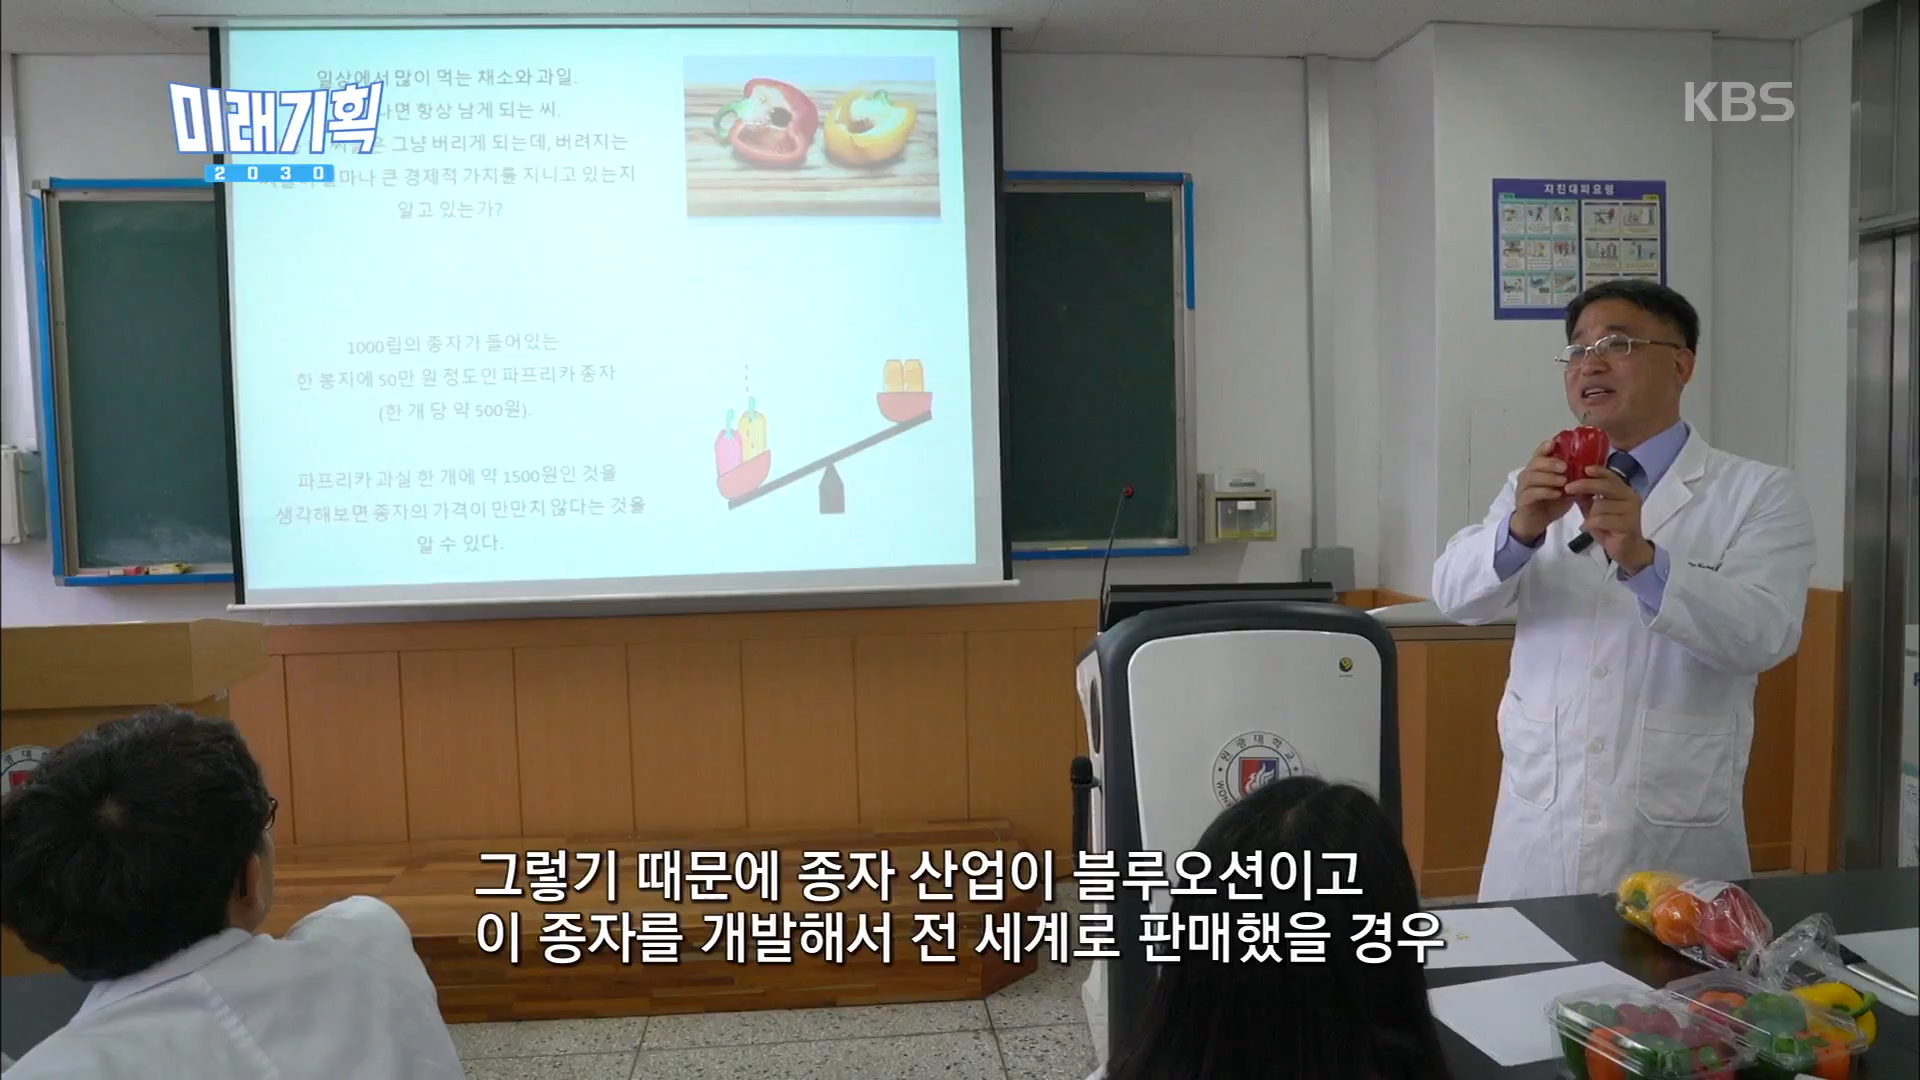 일상에서 많이 먹는 채소와 과일.
나면 항상 남게 되는 씨.
그냥 버리게 되는데, 버려지는
얼마나 큰 경제적 가치를 지니고 있는지
알고 있는가?
1000립의 종자가 들어있는
한 봉지에 50만 원 정도인 파프리카 종자
(한 개 당 약 500원).
파프리카 과실 한 개에 약 1500원인 것을
생각해보면 종자의 가격이 만만치 않다는 것을
알 수 있다.
미래기획
2030
KBS
지진대피요령
원광대학교
그렇기 때문에 종자 산업이 블루오션이고
이 종자를 개발해서 전 세계로 판매했을 경우